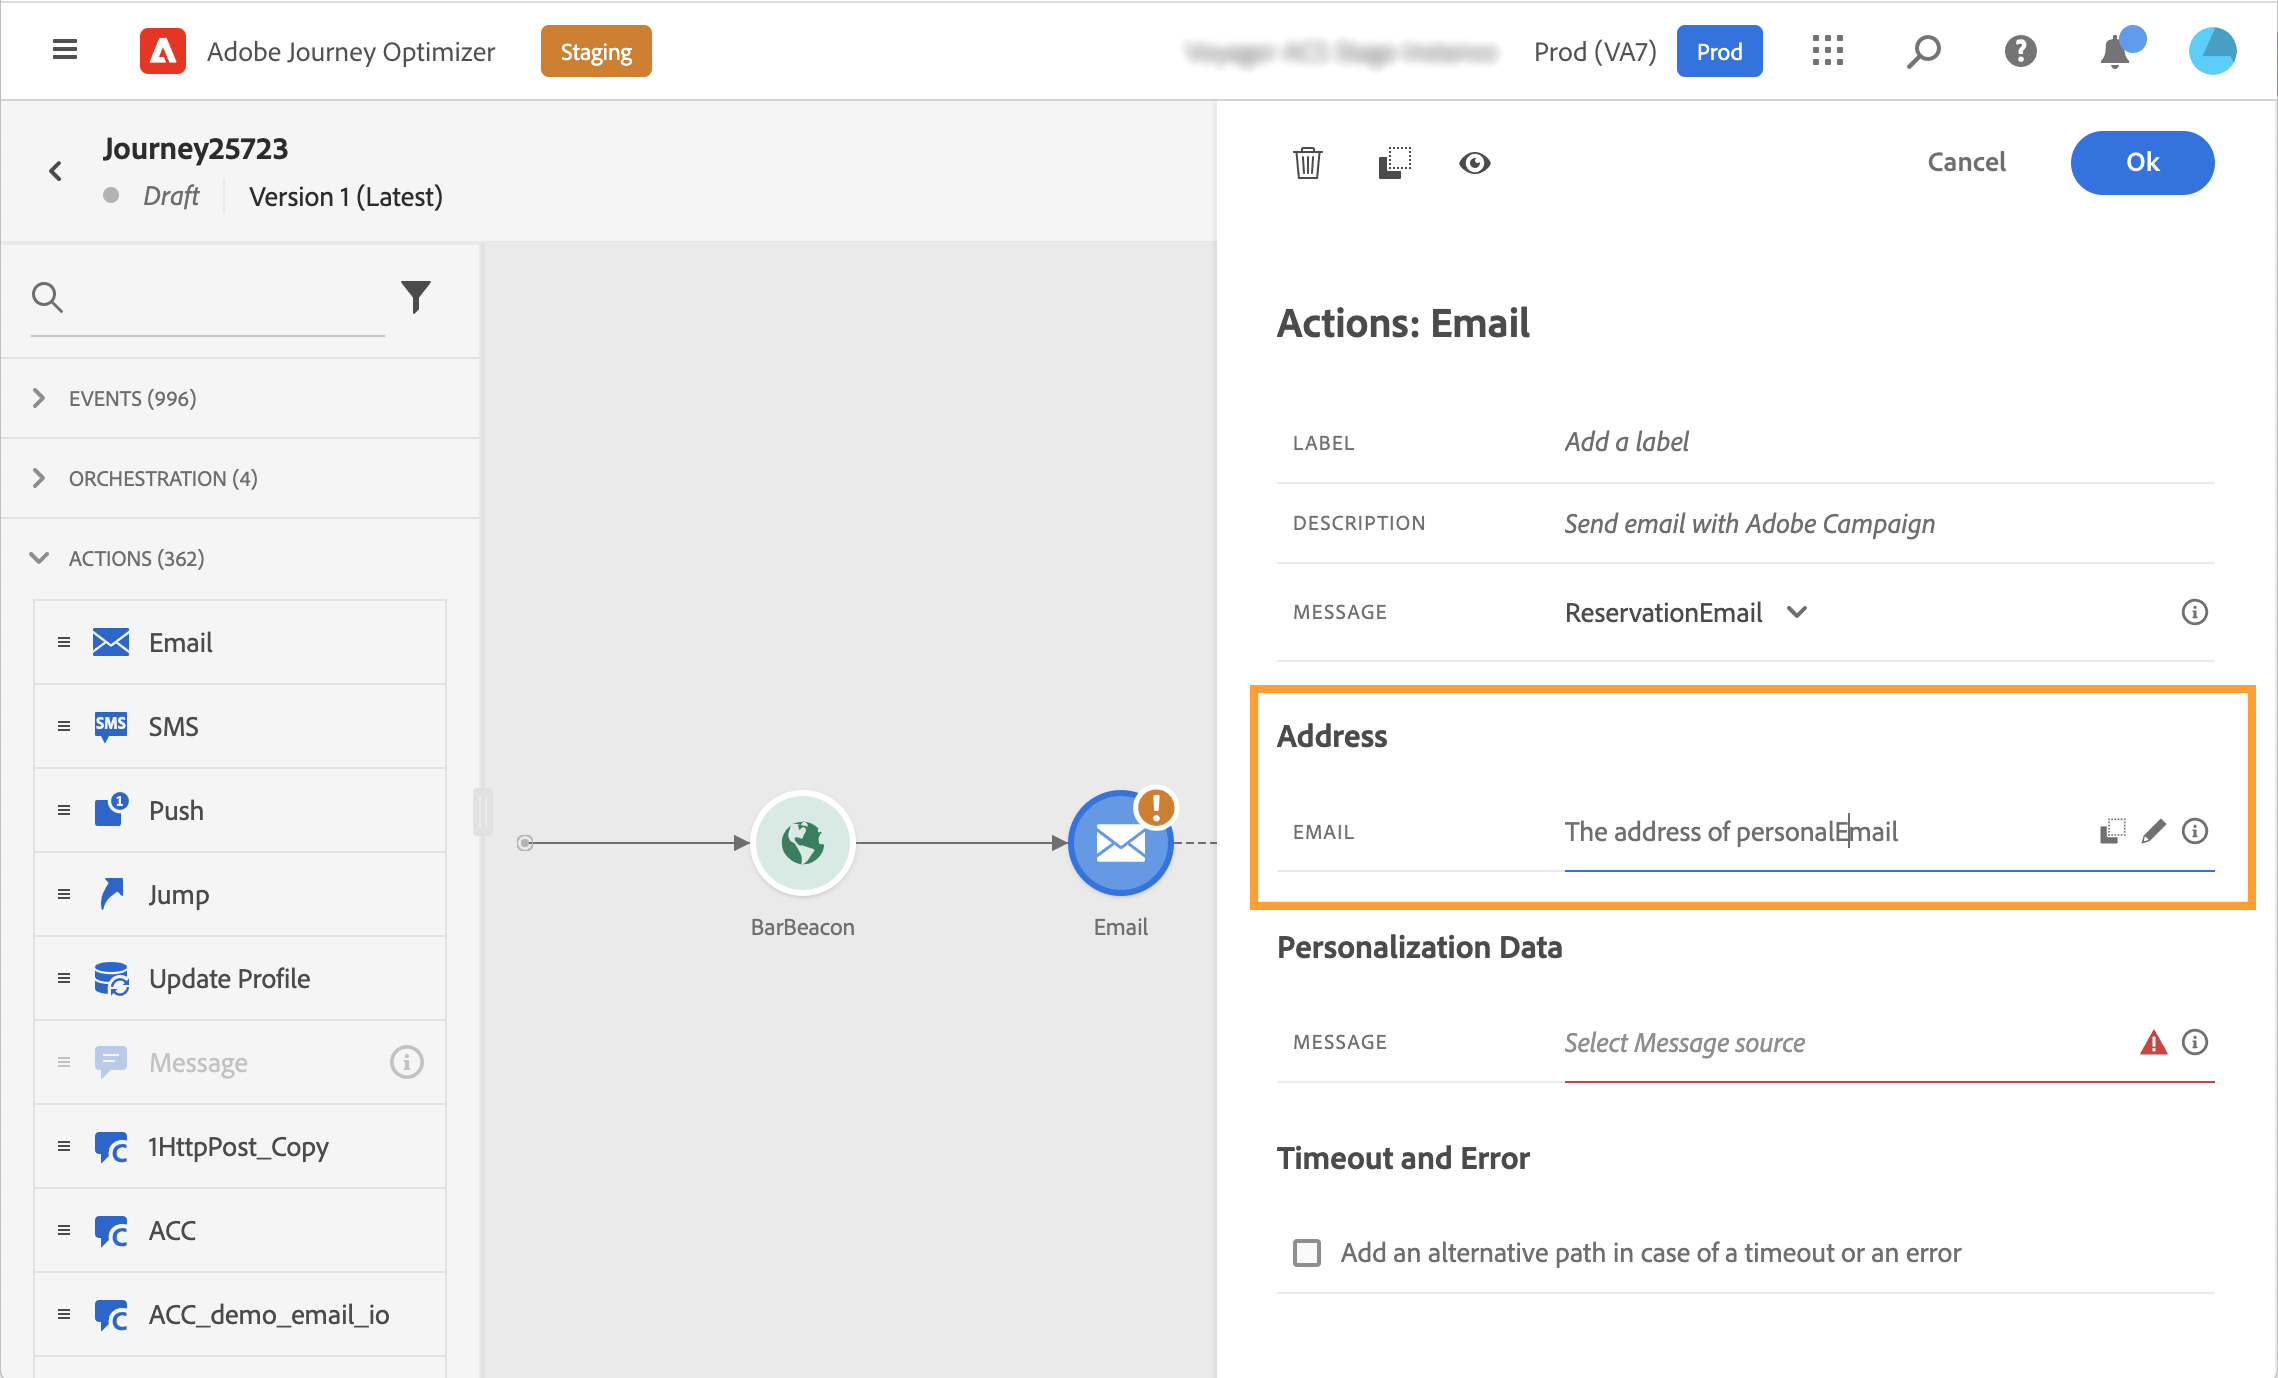 Adobe Journey Optimizer
Staging
Prod (VA7)
Prod
Journey25723
Draft
Version 1 (Latest)
Cancel
Ok
EVENTS (996)
ORCHESTRATION (4)
ACTIONS (362)
Email
SMS
SMS
1
Push
Jump
Update Profile
Message
1HttpPost_Copy
ACC
ACC_demo_email_io
BarBeacon
Email
Actions: Email
LABEL
Add a label
DESCRIPTION
Send email with Adobe Campaign
MESSAGE
ReservationEmail
Address
EMAIL
The address of personalEmail
Personalization Data
MESSAGE
Select Message source
Timeout and Error
Add an alternative path in case of a timeout or an error